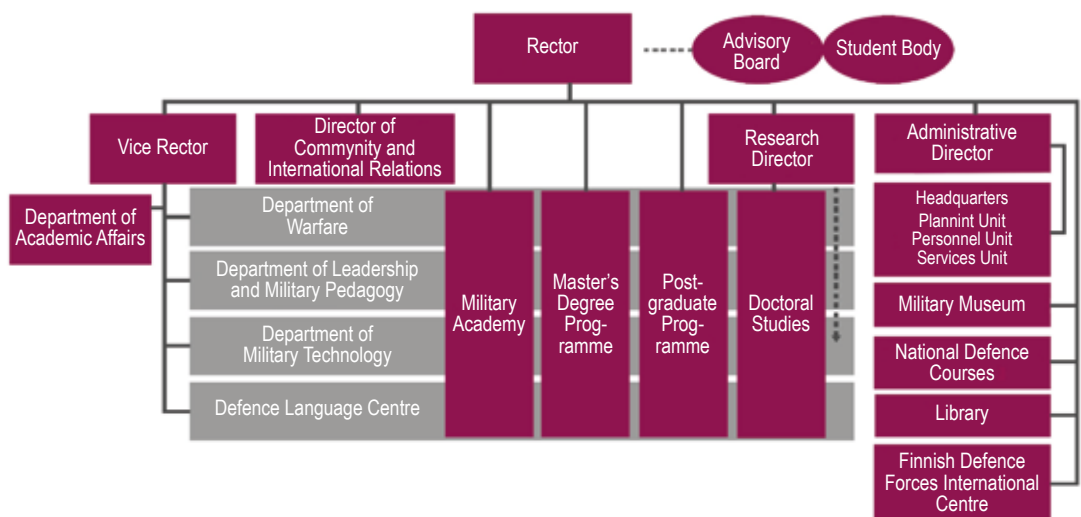 Rector
Advisory
Board
Student Body
Vice Rector
Director of
Commynity and
International Relations
Research
Director
Administrative
Director
Department of
Academic Affairs
Department of
Warfare
Department of Leadership
and Military Pedagogy
Department of
Military Technology
Defence Language Centre
Military
Academy
Master's
Degree
Prog-
ramme
Post-
graduate
Prog-
ramme
Doctoral
Studies
Headquarters
Plannint Unit
Personnel Unit
Services Unit
Military Museum
National Defence
Courses
Library
Finnish Defence
Forces International
Centre